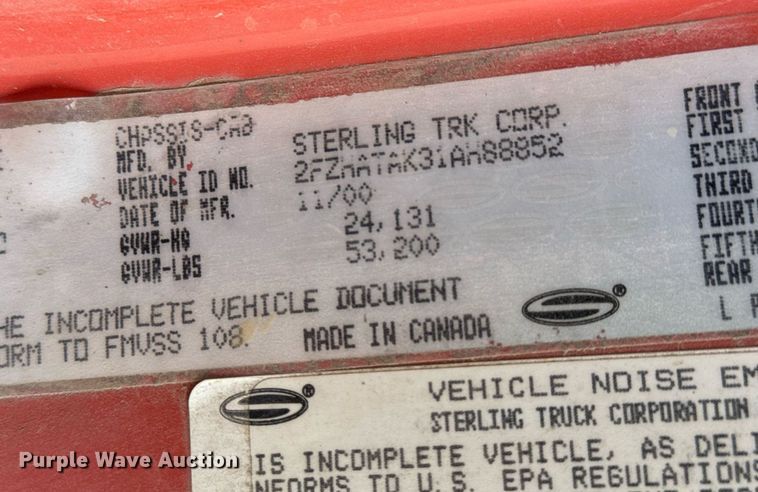 CHASSIS-CAB
MFD. BY STERLING TRK CORP.
VEHICLE ID NO. 2FZHATAK31AH88852
DATE OF MFR. 11/00
GVWR-KG 24,131
GVWR-LBS 53,200
FRONT
FIRST
SECOND
THIRD
FOURT
FIFTH
REAR
HE INCOMPLETE VEHICLE DOCUMENT
ORM TO FMVSS 108. MADE IN CANADA
S ®
L P
S ®
VEHICLE NOISE EM
STERLING TRUCK CORPORATION
IS INCOMPLETE VEHICLE, AS DELI
NFORMS TO U.S. EPA REGULATIONS
Purple Wave Auction